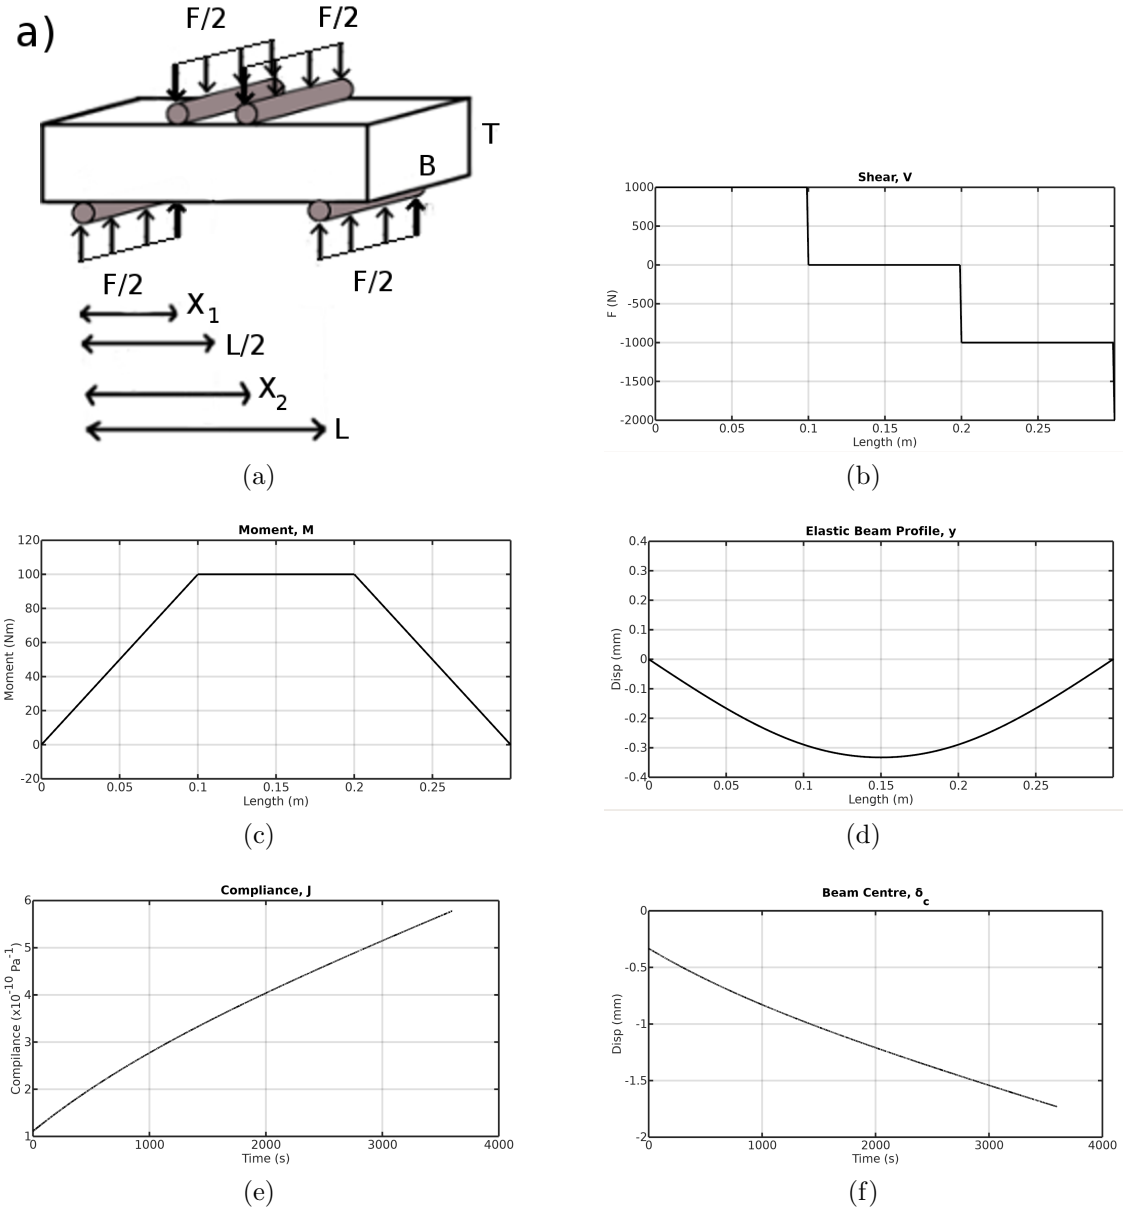 a)
F/2 F/2
T
B
F/2 F/2
X1
L/2
X2
L
(a)
Shear, V
1000
500
0
-500
-1000
-1500
-2000
F (N)
0 0.05 0.1 0.15 0.2 0.25
Length (m)
(b)
Moment, M
120
100
80
60
40
20
0
-20
Moment (Nm)
0 0.05 0.1 0.15 0.2 0.25
Length (m)
(c)
Elastic Beam Profile, y
0.4
0.3
0.2
0.1
0
-0.1
-0.2
-0.3
-0.4
Disp (mm)
0 0.05 0.1 0.15 0.2 0.25
Length (m)
(d)
Compliance, J
6
5
4
3
2
1
Compilance (x10-10 Pa-1)
0 1000 2000 3000 4000
Time (s)
(e)
Beam Centre, δc
0
-0.5
-1
-1.5
-2
Disp (mm)
0 1000 2000 3000 4000
Time (s)
(f)